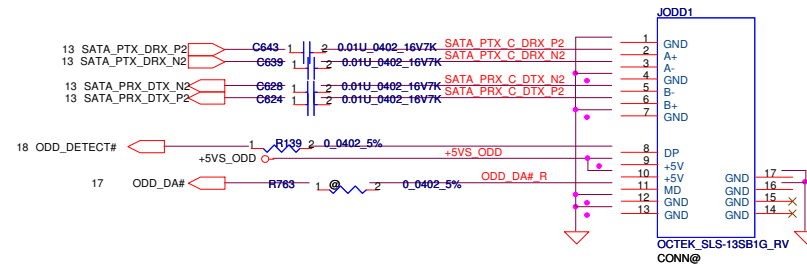 JODD1
13 SATA_PTX_DRX_P2 C643 1 2 0.01U_0402_16V7K SATA_PTX_C_DRX_P2
13 SATA_PTX_DRX_N2 C639 1 2 0.01U_0402_16V7K SATA_PTX_C_DRX_N2
13 SATA_PRX_DTX_N2 C628 1 2 0.01U_0402_16V7K SATA_PRX_C_DTX_N2
13 SATA_PRX_DTX_P2 C624 1 2 0.01U_0402_16V7K SATA_PRX_C_DTX_P2
1 GND
2 A+
3 A-
4 GND
5 B-
6 B+
7 GND
18 ODD_DETECT# 1 R139 2 0_0402_5%
+5VS_ODD +5VS_ODD
17 ODD_DA# R763 1 @ 2 0_0402_5% ODD_DA#_R
8 DP
9 +5V
10 +5V GND 17
11 MD GND 16
12 GND GND 15
13 GND GND 14
OCTEK_SLS-13SB1G_RV
CONN@